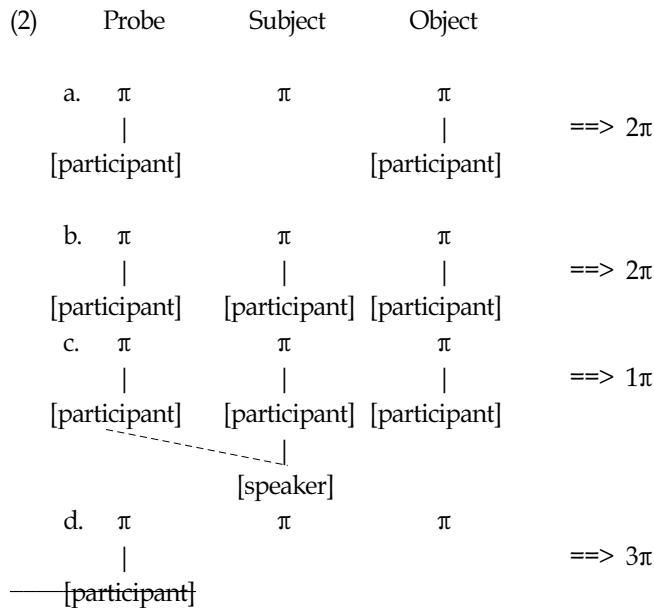 (2) Probe Subject Object
a. π π π
| | ==> 2π
[participant] [participant]
b. π π π
| | | ==> 2π
[participant] [participant] [participant]
c. π π π
| | | ==> 1π
[participant] [participant] [participant]
|
[speaker]
d. π π π
| ==> 3π
[participant]